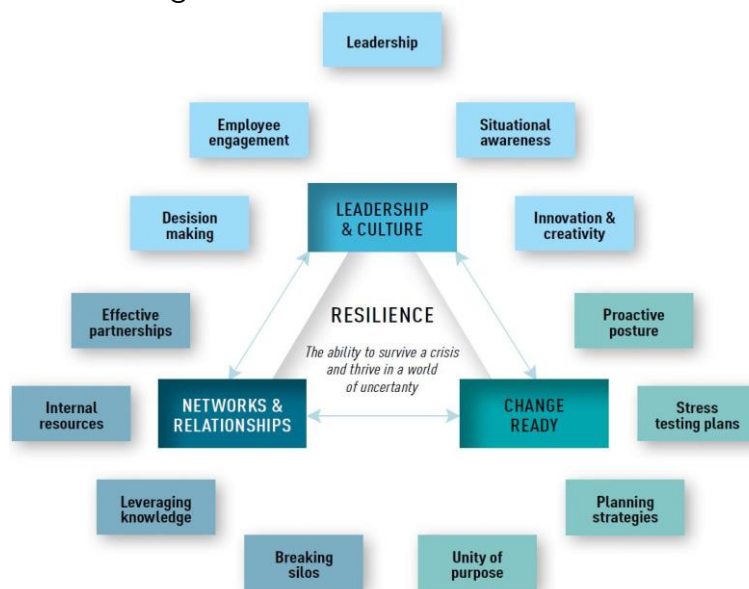 Leadership
Employee
engagement
Situational
awareness
Desision
making
LEADERSHIP
& CULTURE
Innovation &
creativity
Effective
partnerships
RESILIENCE
The ability to survive a crisis
and thrive in a world
of uncertanty
Proactive
posture
Internal
resources
NETWORKS &
RELATIONSHIPS
CHANGE
READY
Stress
testing plans
Leveraging
knowledge
Planning
strategies
Breaking
silos
Unity of
purpose